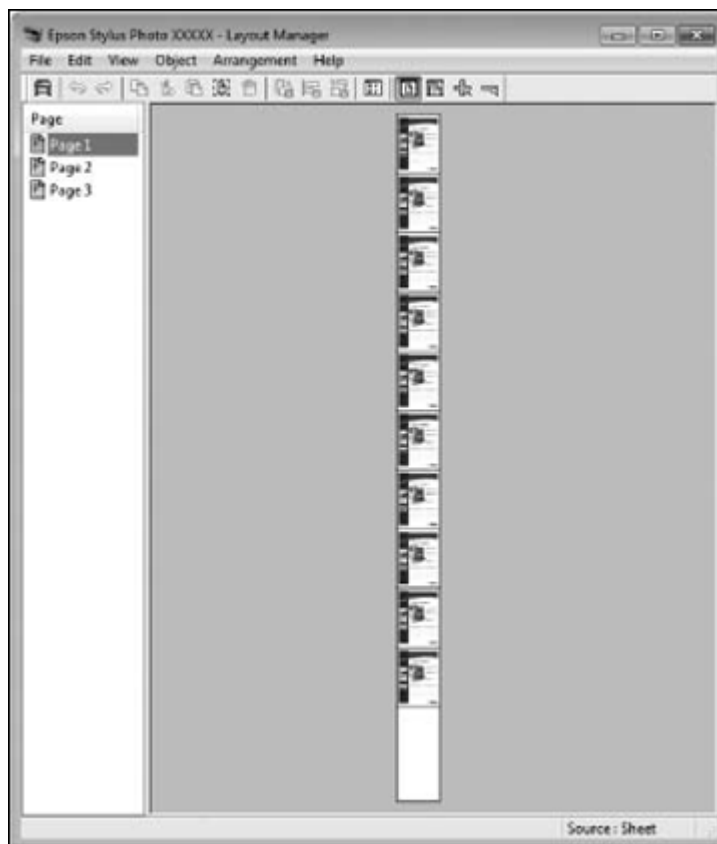 Epson Stylus Photo XXXXX - Layout Manager
File Edit View Object Arrangement Help
Page
Page 1
Page 2
Page 3
Source : Sheet